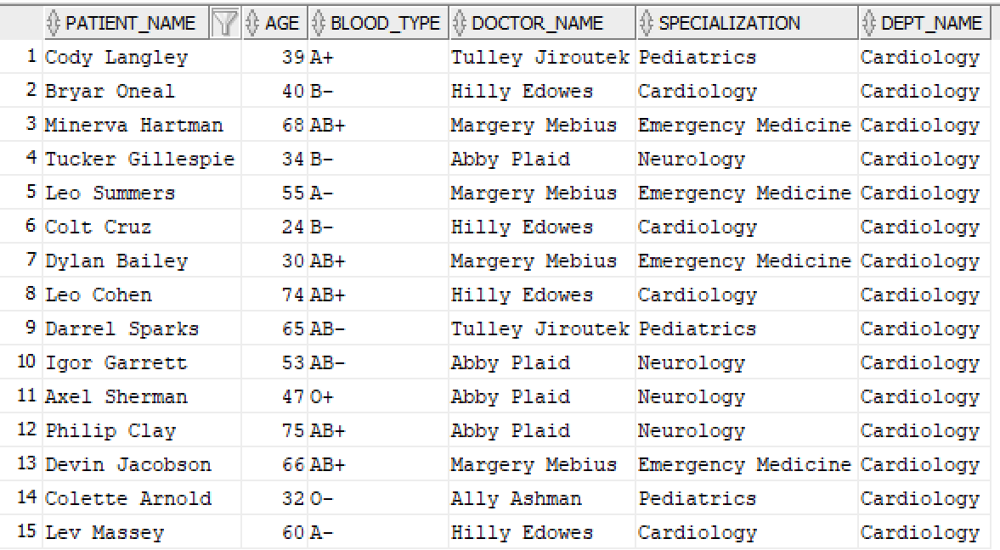 PATIENT_NAME AGE BLOOD_TYPE DOCTOR_NAME SPECIALIZATION DEPT_NAME
1 Cody Langley 39 A+ Tulley Jiroutek Pediatrics Cardiology
2 Bryar Oneal 40 B- Hilly Edowes Cardiology Cardiology
3 Minerva Hartman 68 AB+ Margery Mebius Emergency Medicine Cardiology
4 Tucker Gillespie 34 B- Abby Plaid Neurology Cardiology
5 Leo Summers 55 A- Margery Mebius Emergency Medicine Cardiology
6 Colt Cruz 24 B- Hilly Edowes Cardiology Cardiology
7 Dylan Bailey 30 AB+ Margery Mebius Emergency Medicine Cardiology
8 Leo Cohen 74 AB+ Hilly Edowes Cardiology Cardiology
9 Darrel Sparks 65 AB- Tulley Jiroutek Pediatrics Cardiology
10 Igor Garrett 53 AB- Abby Plaid Neurology Cardiology
11 Axel Sherman 47 O+ Abby Plaid Neurology Cardiology
12 Philip Clay 75 AB+ Abby Plaid Neurology Cardiology
13 Devin Jacobson 66 AB+ Margery Mebius Emergency Medicine Cardiology
14 Colette Arnold 32 O- Ally Ashman Pediatrics Cardiology
15 Lev Massey 60 A- Hilly Edowes Cardiology Cardiology